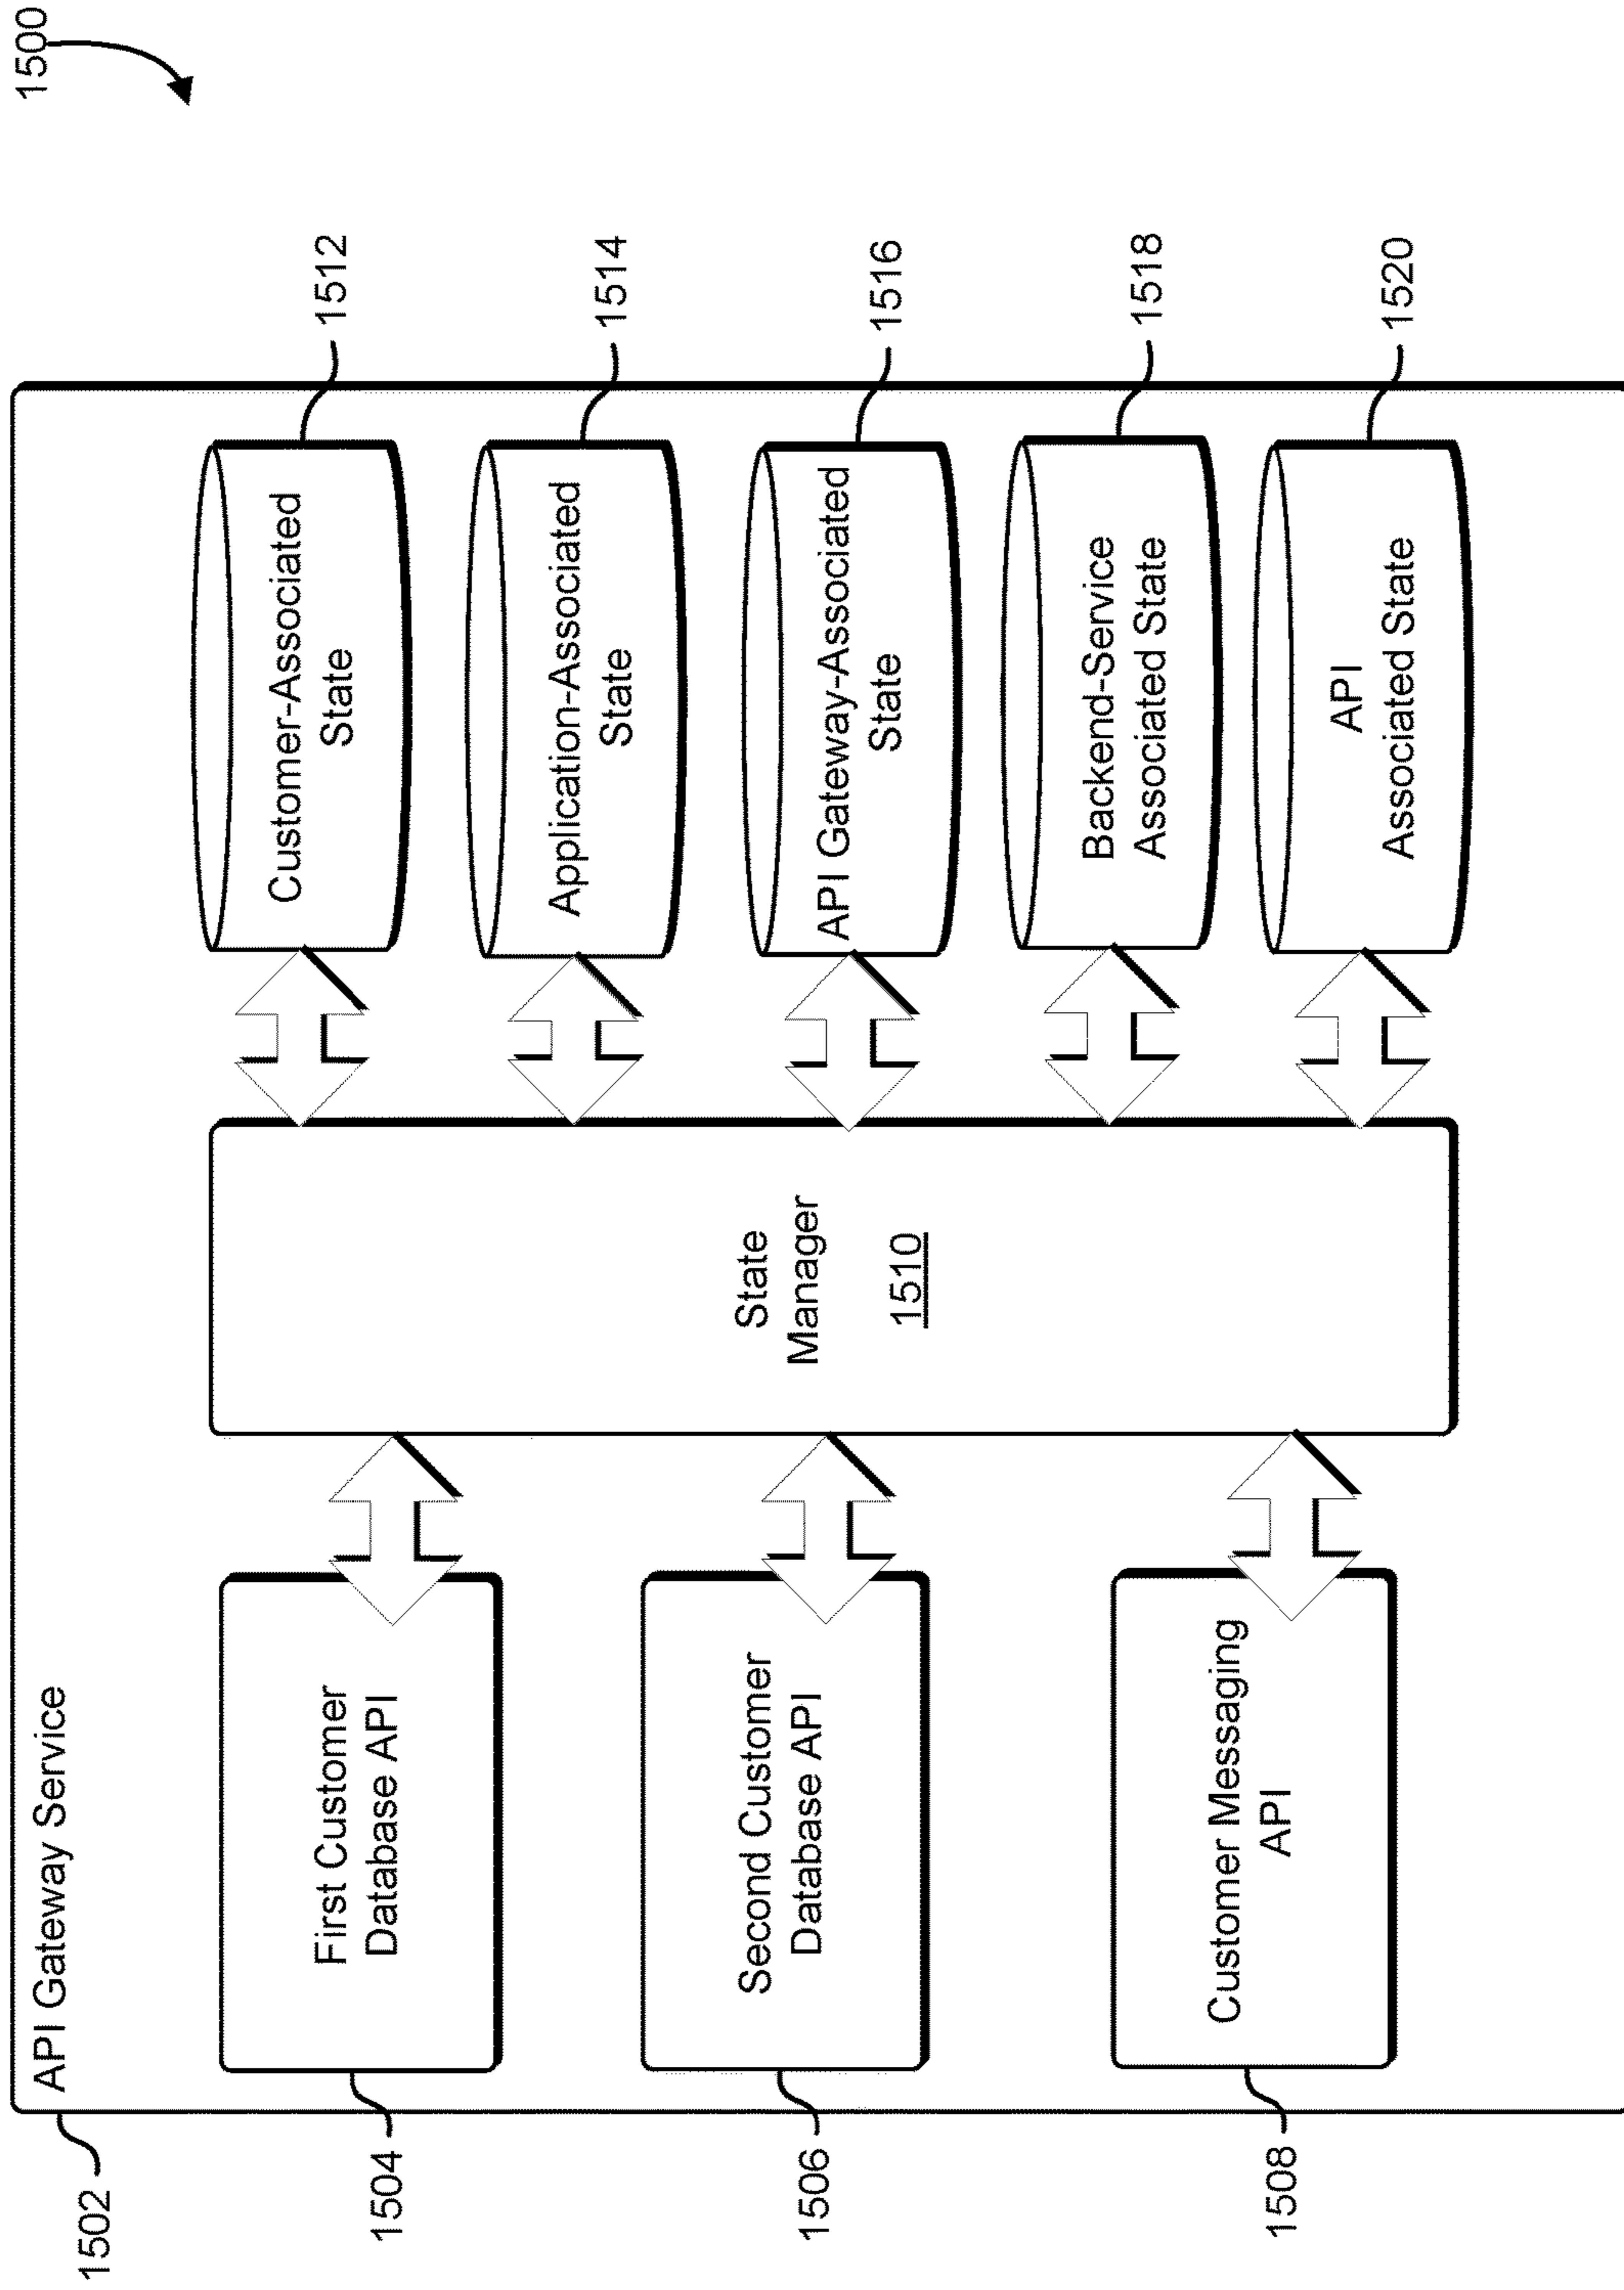 1500
API Gateway Service
1502
First Customer
Database API
1504
Second Customer
Database API
1506
Customer Messaging
API
1508
State
Manager
1510
Customer-Associated
State
1512
Application-Associated
State
1514
API Gateway-Associated
State
1516
Backend-Service
Associated State
1518
API
Associated State
1520